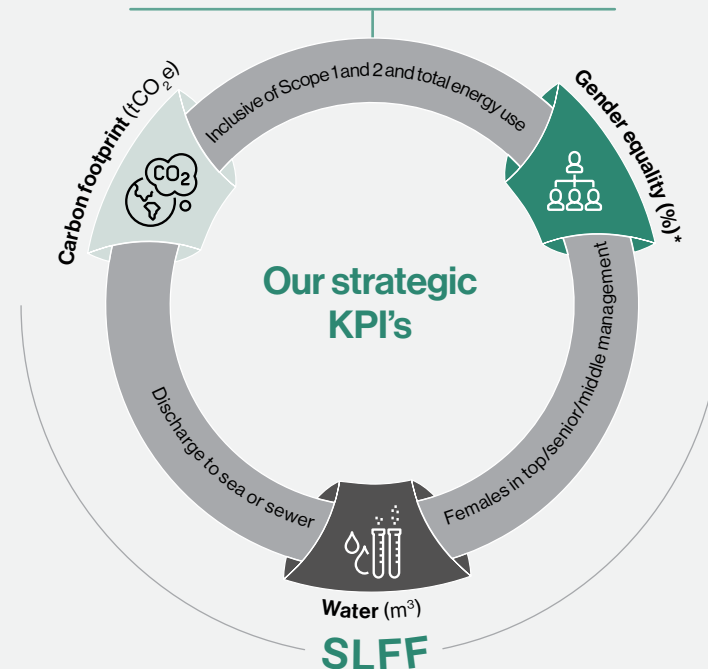 Inclusive of Scope 1 and 2 and total energy use
Carbon footprint (tCO₂e)
CO₂
Gender equality (%)*
Our strategic
KPI's
Discharge to sea or sewer
Females in top/senior/middle management
Water (m³)
SLFF